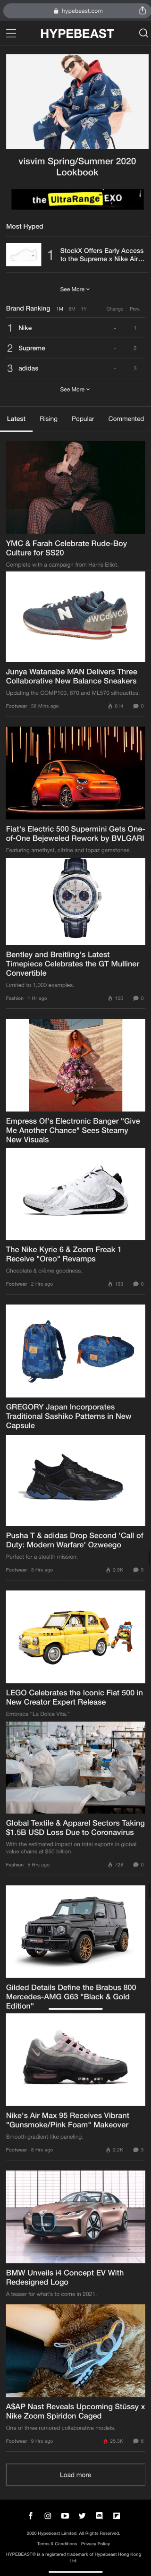 hypebeast.com
HYPEBEAST
visvim Spring/Summer 2020
Lookbook
the UltraRange EXO
Most Hyped
1
StockX Offers Early Access
to the Supreme x Nike Air...
See More
Brand Ranking 1M 6M 1Y Change Prev.
1 Nike - 1
2 Supreme - 2
3 adidas - 3
See More
Latest Rising Popular Commented
YMC & Farah Celebrate Rude-Boy
Culture for SS20
Complete with a campaign from Harris Elliot.
Junya Watanabe MAN Delivers Three
Collaborative New Balance Sneakers
Updating the COMP100, 670 and ML570 silhouettes.
Footwear 58 Mins ago 614 0
Fiat's Electric 500 Supermini Gets One-
of-One Bejeweled Rework by BVLGARI
Featuring amethyst, citrine and topaz gemstones.
Bentley and Breitling's Latest
Timepiece Celebrates the GT Mulliner
Convertible
Limited to 1,000 examples.
Fashion 1 Hr ago 100 0
Empress Of's Electronic Banger "Give
Me Another Chance" Sees Steamy
New Visuals
The Nike Kyrie 6 & Zoom Freak 1
Receive "Oreo" Revamps
Chocolate & crème goodness.
Footwear 2 Hrs ago 193 0
GREGORY Japan Incorporates
Traditional Sashiko Patterns in New
Capsule
Pusha T & adidas Drop Second 'Call of
Duty: Modern Warfare' Ozweego
Perfect for a stealth mission.
Footwear 3 Hrs ago 2.9K 5
LEGO Celebrates the Iconic Fiat 500 in
New Creator Expert Release
Embrace "La Dolce Vita."
Global Textile & Apparel Sectors Taking
$1.5B USD Loss Due to Coronavirus
With the estimated impact on total exports in global
value chains at $50 billion.
Fashion 5 Hrs ago 728 0
Gilded Details Define the Brabus 800
Mercedes-AMG G63 "Black & Gold
Edition"
Nike's Air Max 95 Receives Vibrant
"Gunsmoke/Pink Foam" Makeover
Smooth gradient-like paneling.
Footwear 8 Hrs ago 2.2K 3
BMW Unveils i4 Concept EV With
Redesigned Logo
A teaser for what's to come in 2021.
A$AP Nast Reveals Upcoming Stüssy x
Nike Zoom Spiridon Caged
One of three rumored collaborative models.
Footwear 9 Hrs ago 25.3K 6
Load more
2020 Hypebeast Limited. All Rights Reserved.
Terms & Conditions Privacy Policy
HYPEBEAST® is a registered trademark of Hypebeast Hong Kong
Ltd.